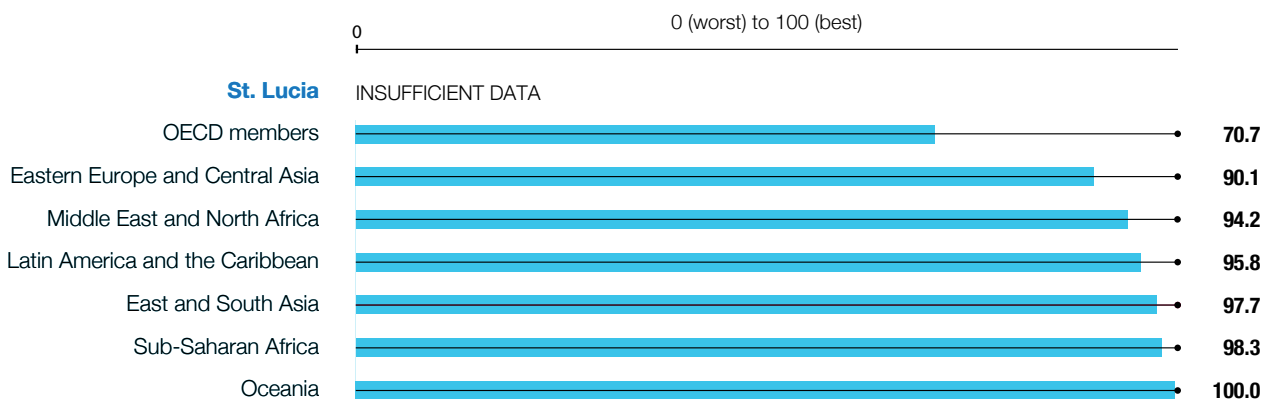 0 (worst) to 100 (best)
0
St. Lucia INSUFFICIENT DATA
OECD members 70.7
Eastern Europe and Central Asia 90.1
Middle East and North Africa 94.2
Latin America and the Caribbean 95.8
East and South Asia 97.7
Sub-Saharan Africa 98.3
Oceania 100.0